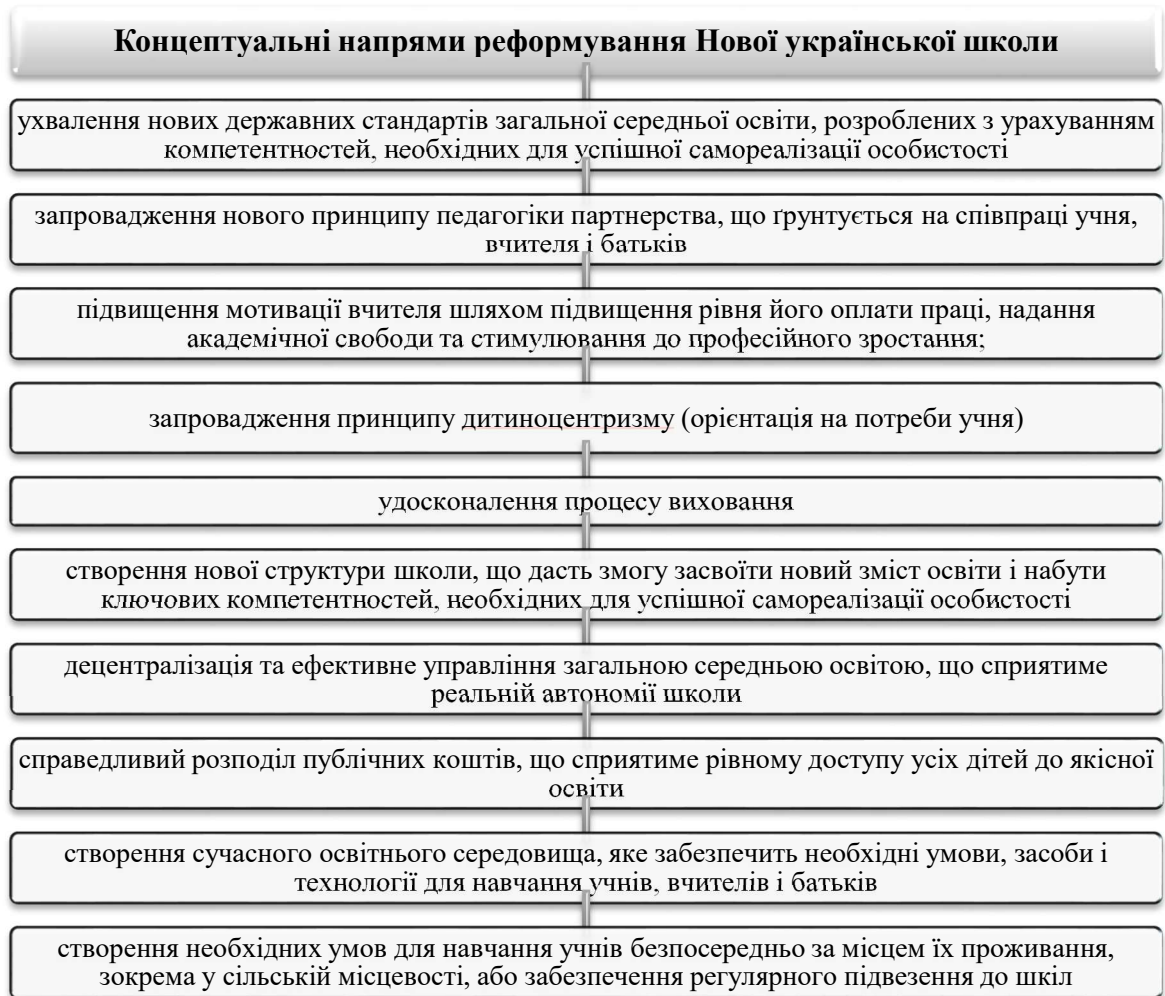 Концептуальні напрями реформування Нової української школи
ухвалення нових державних стандартів загальної середньої освіти, розроблених з урахуванням
компетентностей, необхідних для успішної самореалізації особистості
запровадження нового принципу педагогіки партнерства, що ґрунтується на співпраці учня,
вчителя і батьків
підвищення мотивації вчителя шляхом підвищення рівня його оплати праці, надання
академічної свободи та стимулювання до професійного зростання;
запровадження принципу дитиноцентризму (орієнтація на потреби учня)
удосконалення процесу виховання
створення нової структури школи, що дасть змогу засвоїти новий зміст освіти і набути
ключових компетентностей, необхідних для успішної самореалізації особистості
децентралізація та ефективне управління загальною середньою освітою, що сприятиме
реальній автономії школи
справедливий розподіл публічних коштів, що сприятиме рівному доступу усіх дітей до якісної
освіти
створення сучасного освітнього середовища, яке забезпечить необхідні умови, засоби і
технології для навчання учнів, вчителів і батьків
створення необхідних умов для навчання учнів безпосередньо за місцем їх проживання,
зокрема у сільській місцевості, або забезпечення регулярного підвезення до шкіл